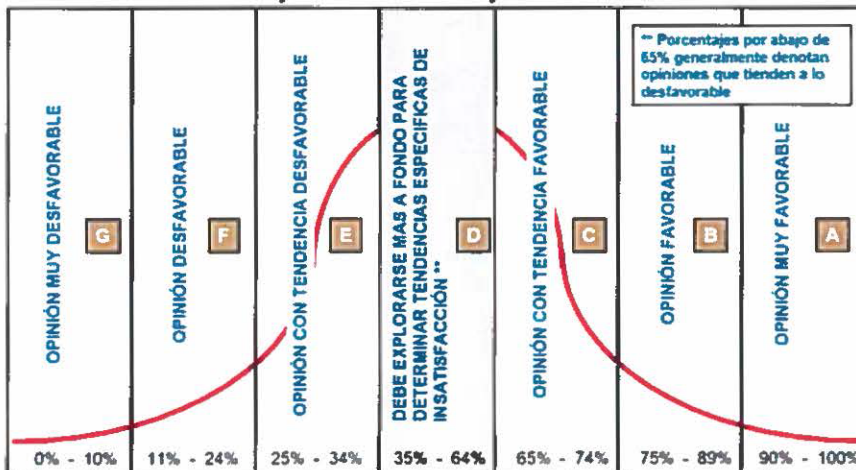 ** Porcentajes por abajo de
65% generalmente denotan
opiniones que tienden a lo
desfavorable
OPINIÓN MUY DESFAVORABLE
G
OPINIÓN DESFAVORABLE
F
OPINIÓN CON TENDENCIA DESFAVORABLE
E
DEBE EXPLORARSE MAS A FONDO PARA
DETERMINAR TENDENCIAS ESPECIFICAS DE
INSATISFACCIÓN **
D
OPINIÓN CON TENDENCIA FAVORABLE
C
OPINIÓN FAVORABLE
B
OPINIÓN MUY FAVORABLE
A
0% - 10%
11% - 24%
25% - 34%
35% - 64%
65% - 74%
75% - 89%
90% - 100%